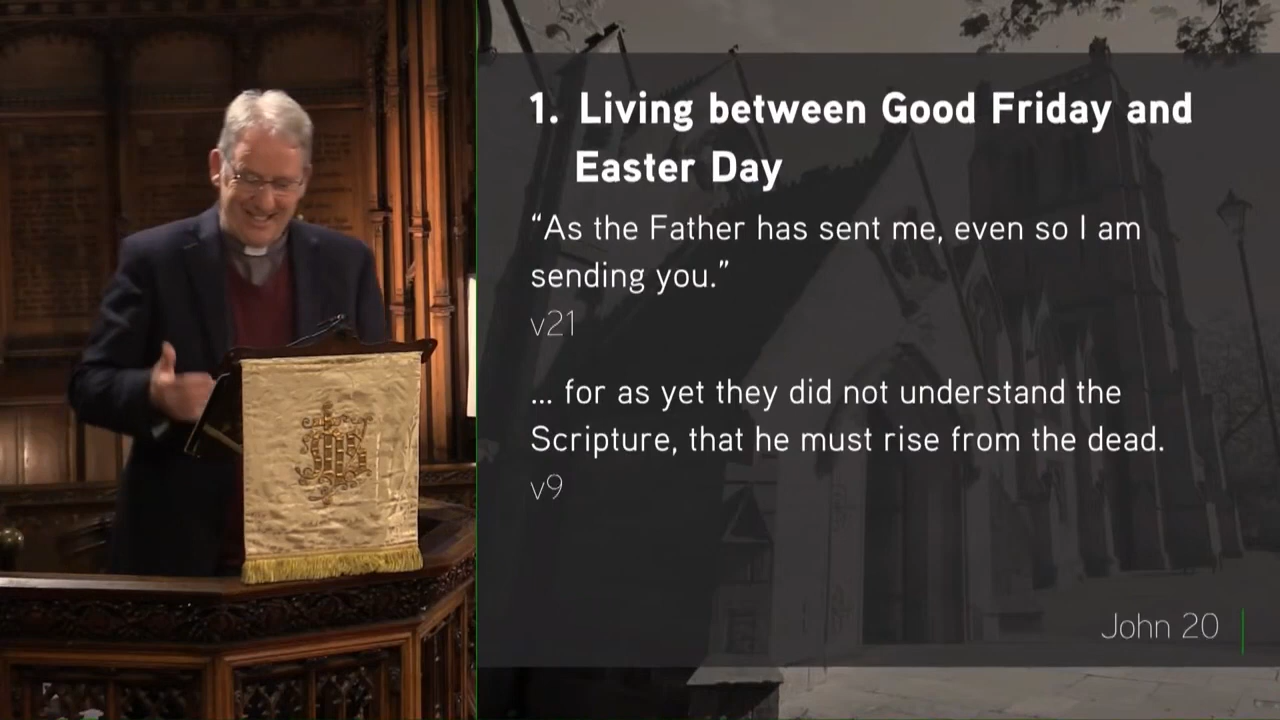 1. Living between Good Friday and
Easter Day
“As the Father has sent me, even so I am
sending you.”
v21
... for as yet they did not understand the
Scripture, that he must rise from the dead.
v9
John 20